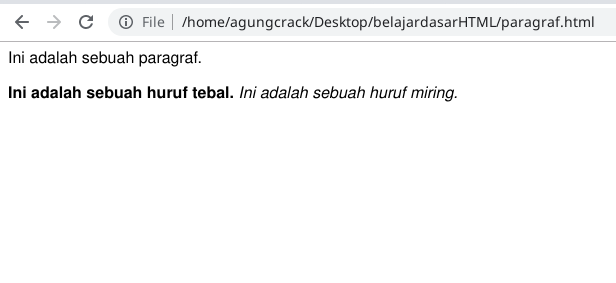 File | /home/agungcrack/Desktop/belajardasarHTML/paragraf.html
Ini adalah sebuah paragraf.
Ini adalah sebuah huruf tebal. Ini adalah sebuah huruf miring.